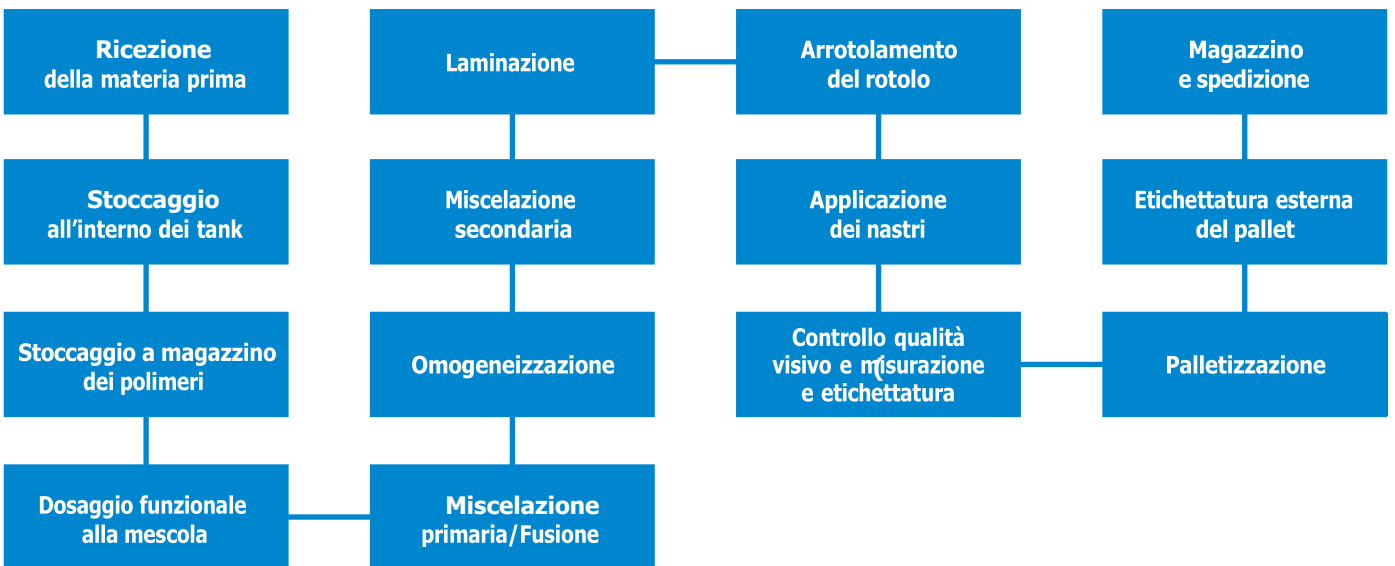 Ricezione
della materia prima
Stoccaggio
all'interno dei tank
Stoccaggio a magazzino
dei polimeri
Dosaggio funzionale
alla mescola
Miscelazione
primaria/Fusione
Omogeneizzazione
Miscelazione
secondaria
Laminazione
Arrotolamento
del rotolo
Applicazione
dei nastri
Controllo qualità
visivo e misurazione
e etichettatura
Palletizzazione
Etichettatura esterna
del pallet
Magazzino
e spedizione